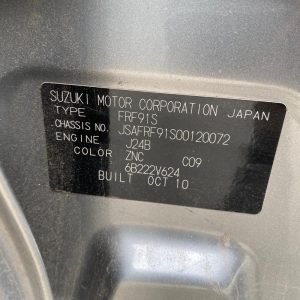 SUZUKI MOTOR CORPORATION JAPAN
TYPE FRF91S
CHASSIS NO. JSAFRF91S00120072
ENGINE J24B
COLOR ZNC C09
6B222V624
BUILT OCT 10